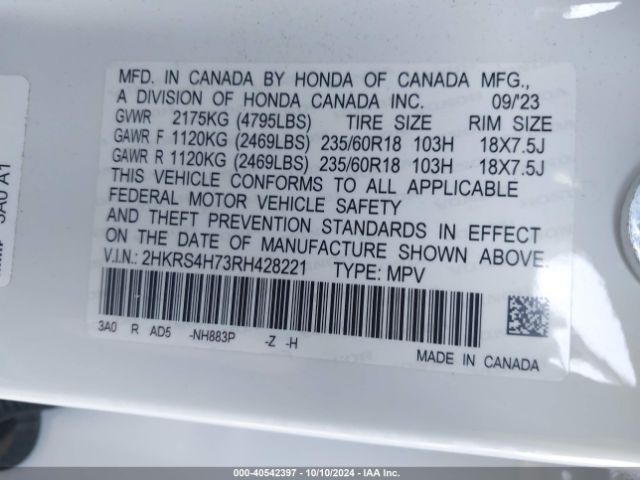 MFD. IN CANADA BY HONDA OF CANADA MFG.,
A DIVISION OF HONDA CANADA INC. 09/'23
GVWR 2175KG (4795LBS) TIRE SIZE RIM SIZE
GAWR F 1120KG (2469LBS) 235/60R18 103H 18X7.5J
GAWR R 1120KG (2469LBS) 235/60R18 103H 18X7.5J
THIS VEHICLE CONFORMS TO ALL APPLICABLE
FEDERAL MOTOR VEHICLE SAFETY
AND THEFT PREVENTION STANDARDS IN EFFECT
ON THE DATE OF MANUFACTURE SHOWN ABOVE.
V.I.N.: 2HKRS4H73RH428221 TYPE: MPV
3A0 R AD5 -NH883P -Z -H
MADE IN CANADA
3A0 A1
000-40542397 - 10/10/2024 - IAA Inc.